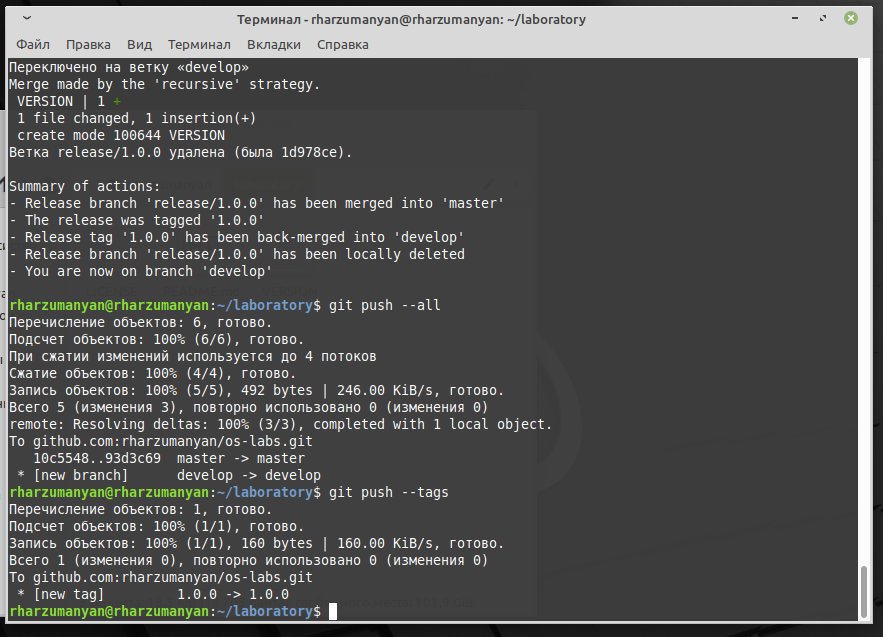 Терминал - rharzumanyan@rharzumanyan: ~/laboratory
Файл Правка Вид Терминал Вкладки Справка
Переключено на ветку «develop»
Merge made by the 'recursive' strategy.
 VERSION | 1 +
 1 file changed, 1 insertion(+)
 create mode 100644 VERSION
Ветка release/1.0.0 удалена (была 1d978ce).

Summary of actions:
- Release branch 'release/1.0.0' has been merged into 'master'
- The release was tagged '1.0.0'
- Release tag '1.0.0' has been back-merged into 'develop'
- Release branch 'release/1.0.0' has been locally deleted
- You are now on branch 'develop'

rharzumanyan@rharzumanyan:~/laboratory$ git push --all
Перечисление объектов: 6, готово.
Подсчет объектов: 100% (6/6), готово.
При сжатии изменений используется до 4 потоков
Сжатие объектов: 100% (4/4), готово.
Запись объектов: 100% (5/5), 492 bytes | 246.00 KiB/s, готово.
Всего 5 (изменения 3), повторно использовано 0 (изменения 0)
remote: Resolving deltas: 100% (3/3), completed with 1 local object.
To github.com:rharzumanyan/os-labs.git
   10c5548..93d3c69  master -> master
 * [new branch]      develop -> develop
rharzumanyan@rharzumanyan:~/laboratory$ git push --tags
Перечисление объектов: 1, готово.
Подсчет объектов: 100% (1/1), готово.
Запись объектов: 100% (1/1), 160 bytes | 160.00 KiB/s, готово.
Всего 1 (изменения 0), повторно использовано 0 (изменения 0)
To github.com:rharzumanyan/os-labs.git
 * [new tag]         1.0.0 -> 1.0.0
rharzumanyan@rharzumanyan:~/laboratory$